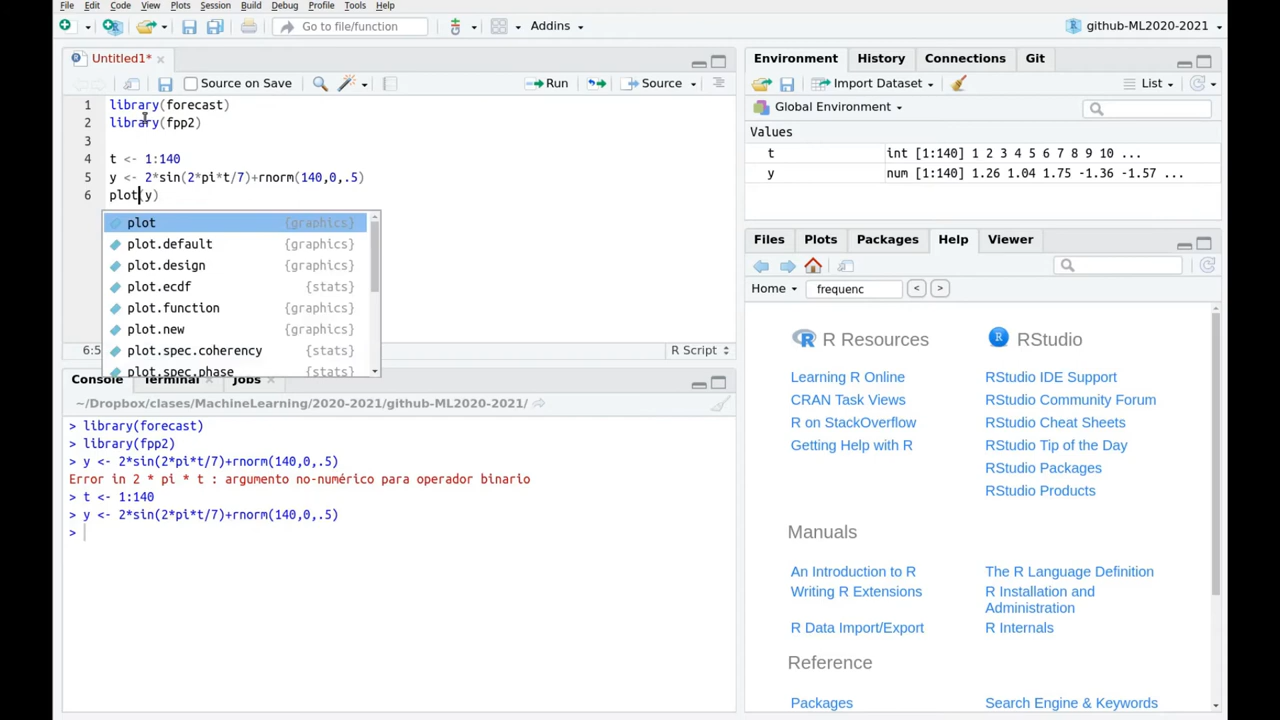 File Edit Code View Plots Session Build Debug Profile Tools Help
Go to file/function Addins github-ML2020-2021
Untitled1*
Source on Save Run Source
1 library(forecast)
2 library(fpp2)
3
4 t <- 1:140
5 y <- 2*sin(2*pi*t/7)+rnorm(140,0,.5)
6 plot(y)
plot {graphics}
plot.default {graphics}
plot.design {graphics}
plot.ecdf {stats}
plot.function {graphics}
plot.new {graphics}
plot.spec.coherency {stats}
plot.spec.phase {stats}
6:5 R Script
Console Terminal Jobs
~/Dropbox/clases/MachineLearning/2020-2021/github-ML2020-2021/
> library(forecast)
> library(fpp2)
> y <- 2*sin(2*pi*t/7)+rnorm(140,0,.5)
Error in 2 * pi * t : argumento no-numérico para operador binario
> t <- 1:140
> y <- 2*sin(2*pi*t/7)+rnorm(140,0,.5)
>
Environment History Connections Git
Import Dataset List
Global Environment
Values
t int [1:140] 1 2 3 4 5 6 7 8 9 10 ...
y num [1:140] 1.26 1.04 1.75 -1.36 -1.57 ...
Files Plots Packages Help Viewer
Home frequenc < >
R Resources
Learning R Online
CRAN Task Views
R on StackOverflow
Getting Help with R
RStudio
RStudio IDE Support
RStudio Community Forum
RStudio Cheat Sheets
RStudio Tip of the Day
RStudio Packages
RStudio Products
Manuals
An Introduction to R
Writing R Extensions
R Data Import/Export
The R Language Definition
R Installation and
Administration
R Internals
Reference
Packages
Search Engine & Keywords